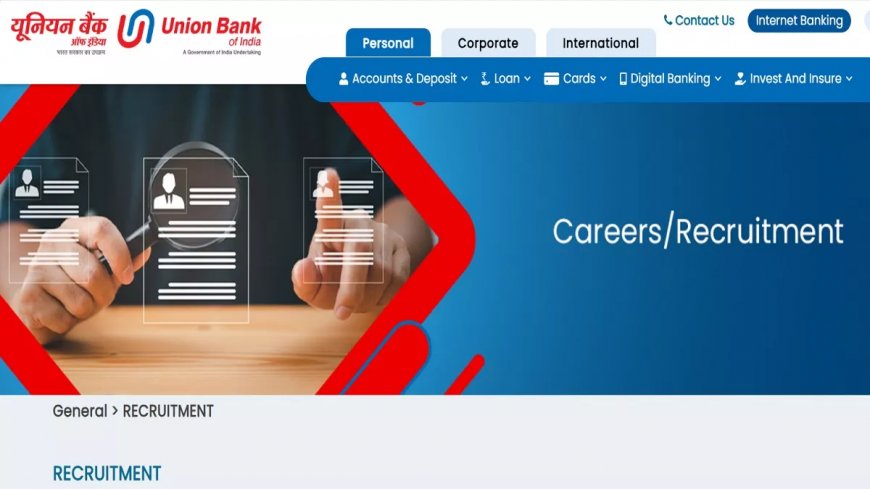 यूनियन बैंक
ऑफ इंडिया
भारत सरकार का उपक्रम
Union Bank
of India
A Government of India Undertaking
Contact Us
Internet Banking
Personal
Corporate
International
Accounts & Deposit
Loan
Cards
Digital Banking
Invest And Insure
Careers/Recruitment
General > RECRUITMENT
RECRUITMENT